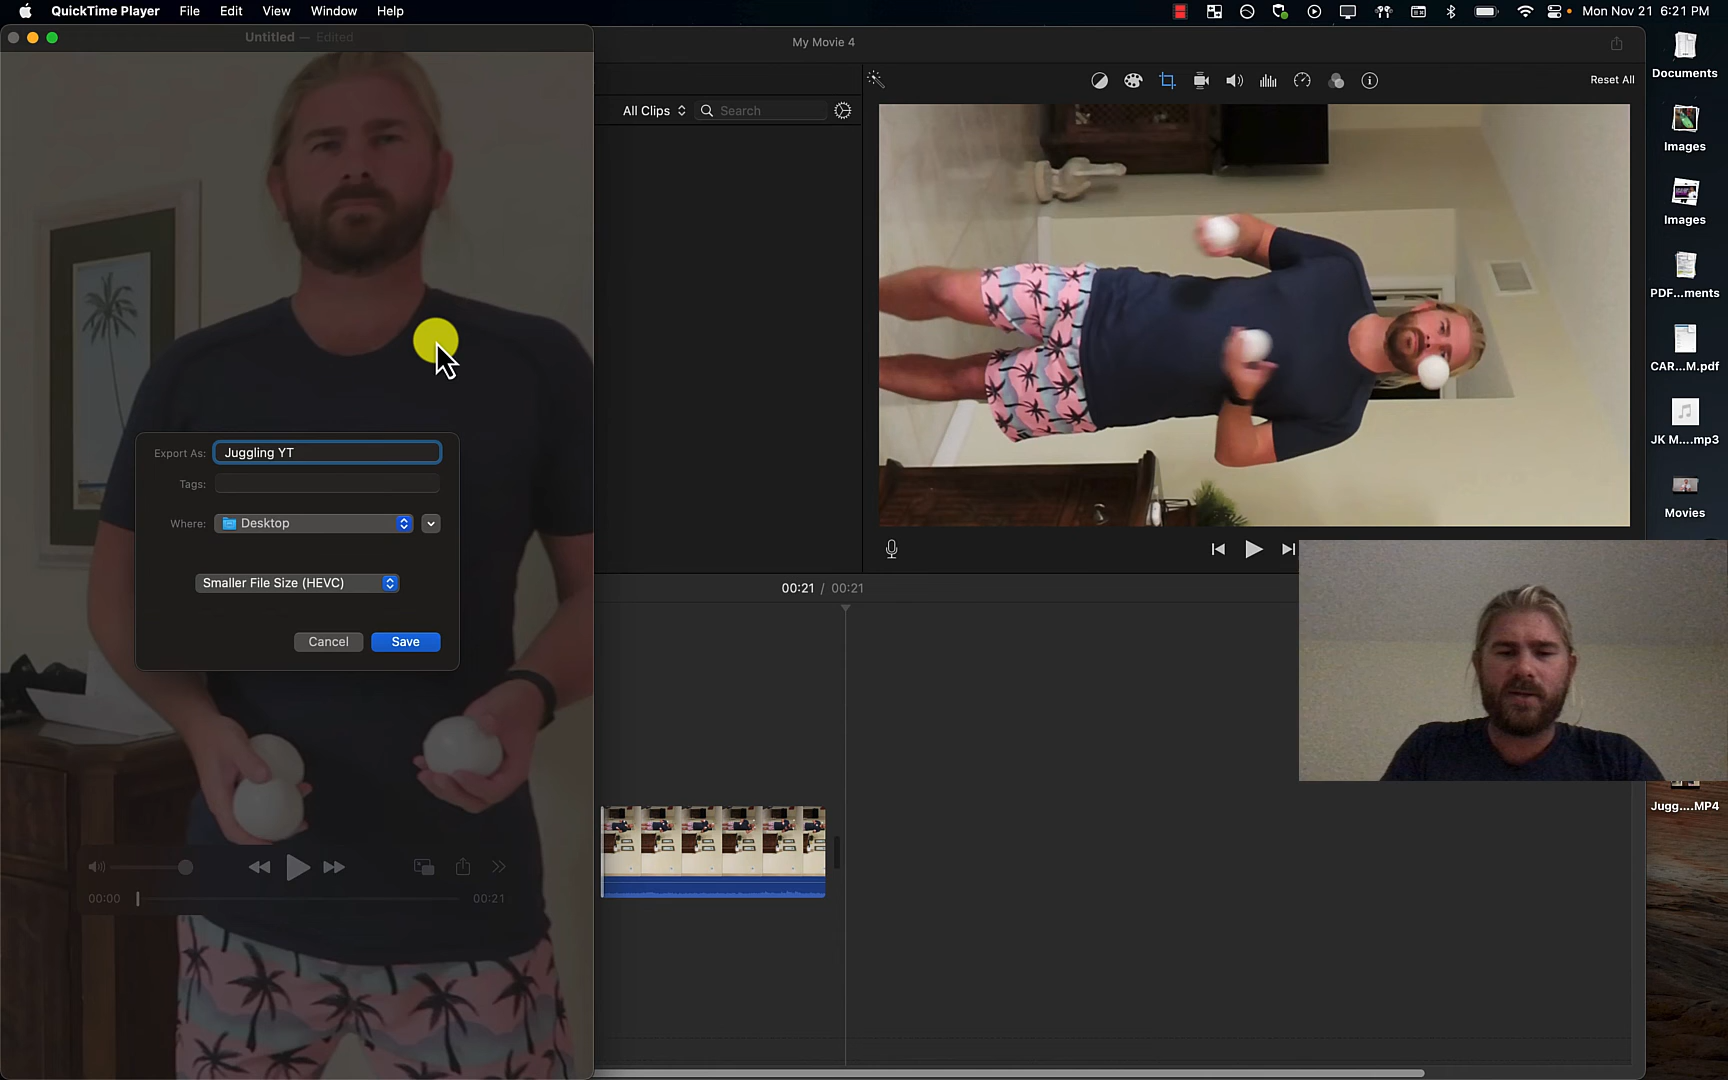 QuickTime Player File Edit View Window Help Mon Nov 21 6:21 PM
Untitled — Edited
My Movie 4
Reset All
All Clips Search
Export As: Juggling YT
Tags:
Where: Desktop
Smaller File Size (HEVC)
Cancel Save
00:00 00:21
00:21 / 00:21
Documents
Images
Images
PDF...ments
CAR...M.pdf
JK M....mp3
Movies
Jugg....MP4